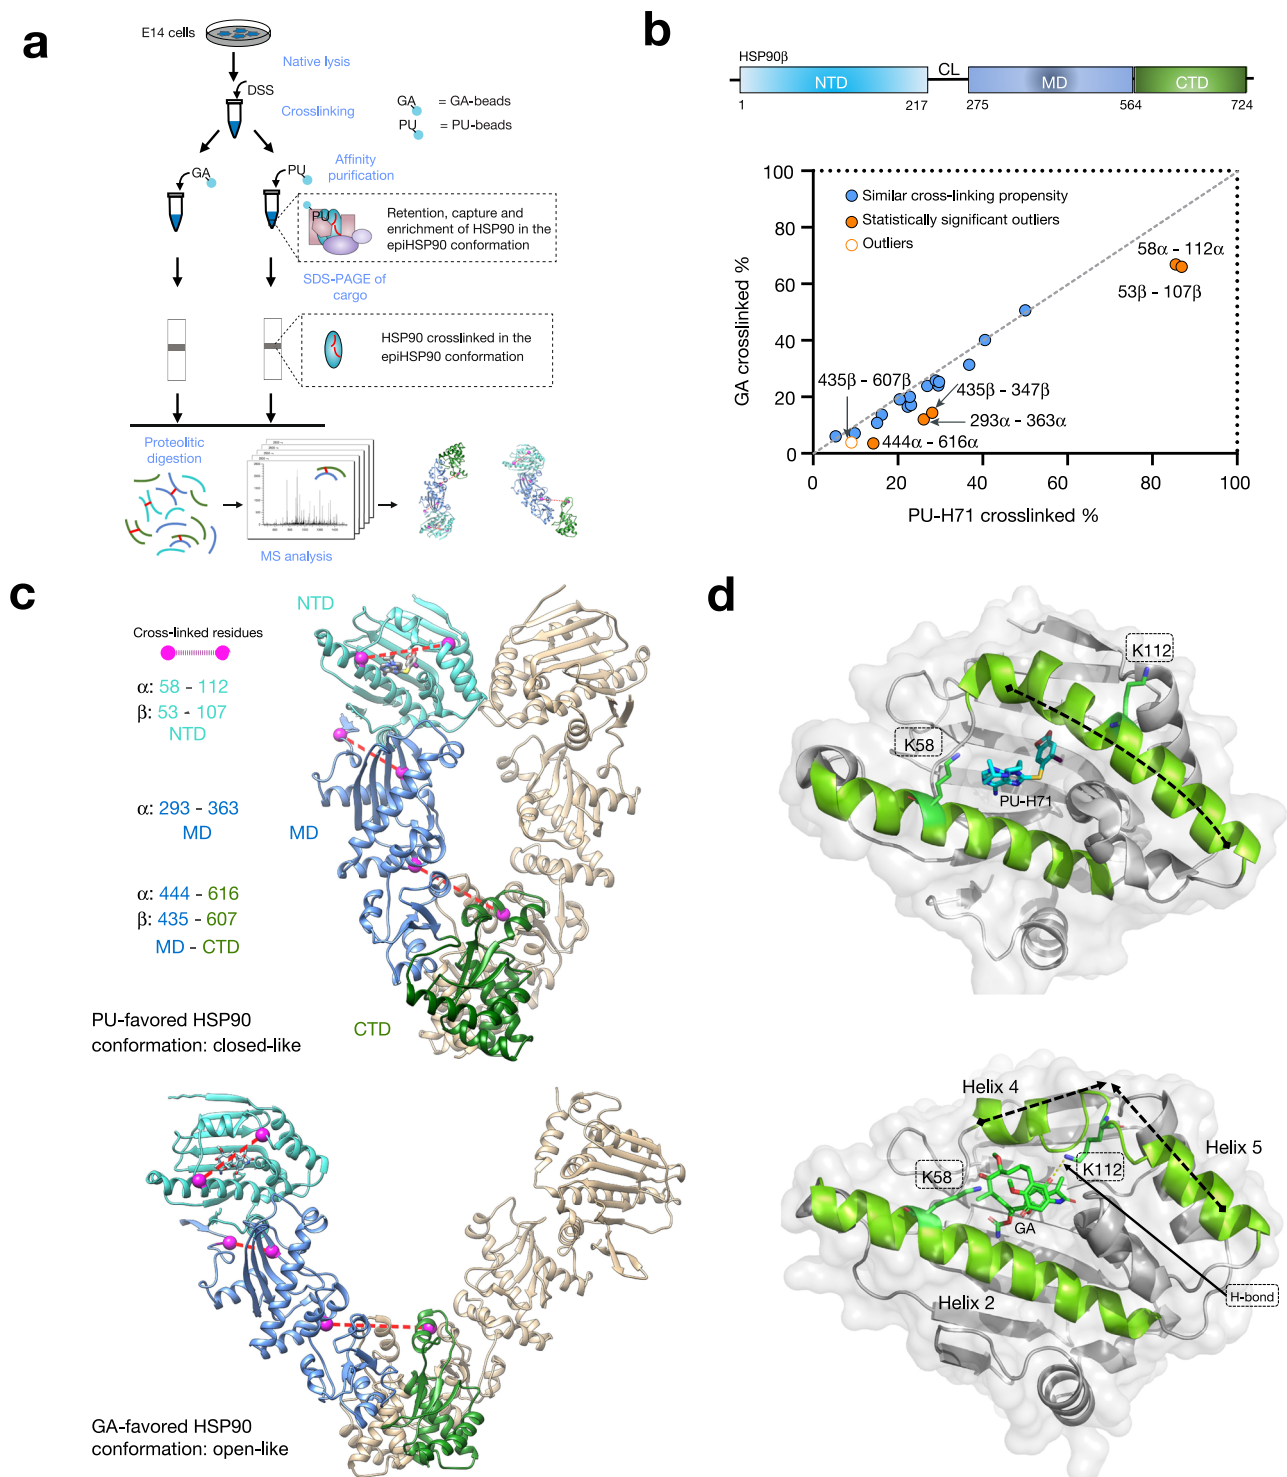 a
E14 cells
Native lysis
DSS
Crosslinking
GA
= GA-beads
PU
= PU-beads
Affinity
purification
GA
PU
PU
Retention, capture and
enrichment of HSP90 in the
epiHSP90 conformation
SDS-PAGE of
cargo
HSP90 crosslinked in the
epiHSP90 conformation
Proteolitic
digestion
MS analysis
b
HSP90β
NTD
CL
MD
CTD
1
217
275
564
724
GA crosslinked %
100
80
60
40
20
0
Similar cross-linking propensity
Statistically significant outliers
Outliers
58α - 112α
53β - 107β
435β - 607β
435β - 347β
293α - 363α
444α - 616α
0
20
40
60
80
100
PU-H71 crosslinked %
c
NTD
Cross-linked residues
α: 58 - 112
β: 53 - 107
NTD
α: 293 - 363
MD
MD
α: 444 - 616
β: 435 - 607
MD - CTD
CTD
PU-favored HSP90
conformation: closed-like
GA-favored HSP90
conformation: open-like
d
K112
K58
PU-H71
Helix 4
Helix 5
K58
K112
GA
H-bond
Helix 2